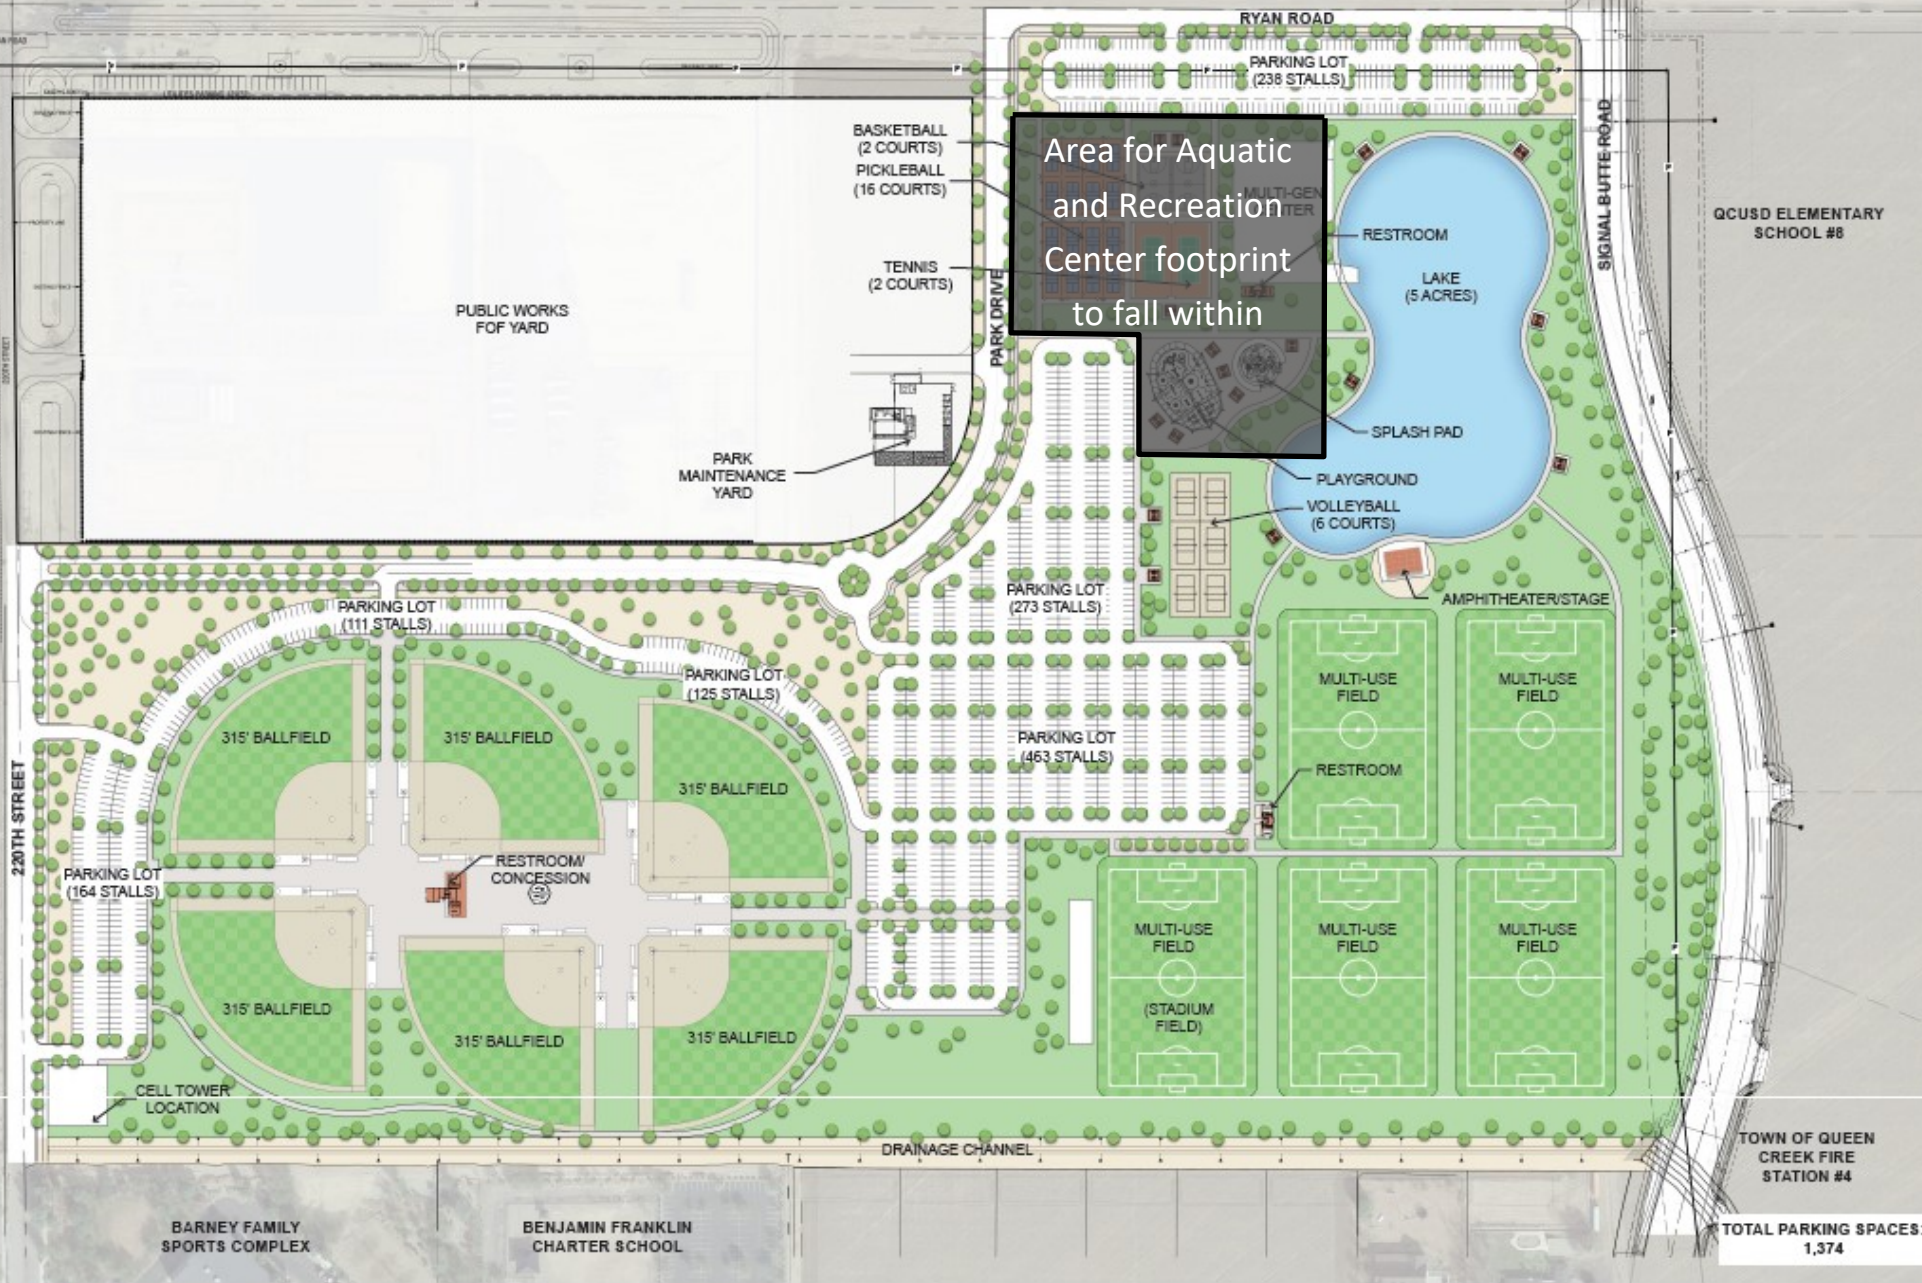 RYAN ROAD
PARKING LOT
(238 STALLS)
BASKETBALL
(2 COURTS)
PICKLEBALL
(16 COURTS)
TENNIS
(2 COURTS)
Area for Aquatic
and Recreation
Center footprint
to fall within
MULTI-GEN
RESTROOM
LAKE
(5 ACRES)
SIGNAL BUTTE ROAD
QCUSD ELEMENTARY
SCHOOL #8
PARK DRIVE
PUBLIC WORKS
FOF YARD
PARK
MAINTENANCE
YARD
SPLASH PAD
PLAYGROUND
VOLLEYBALL
(6 COURTS)
AMPHITHEATER/STAGE
PARKING LOT
(273 STALLS)
PARKING LOT
(111 STALLS)
PARKING LOT
(125 STALLS)
PARKING LOT
(463 STALLS)
MULTI-USE
FIELD
MULTI-USE
FIELD
RESTROOM
315' BALLFIELD
315' BALLFIELD
315' BALLFIELD
220TH STREET
PARKING LOT
(164 STALLS)
RESTROOM/
CONCESSION
MULTI-USE
FIELD
(STADIUM
FIELD)
MULTI-USE
FIELD
MULTI-USE
FIELD
315' BALLFIELD
315' BALLFIELD
315' BALLFIELD
CELL TOWER
LOCATION
DRAINAGE CHANNEL
TOWN OF QUEEN
CREEK FIRE
STATION #4
BARNEY FAMILY
SPORTS COMPLEX
BENJAMIN FRANKLIN
CHARTER SCHOOL
TOTAL PARKING SPACES:
1,374